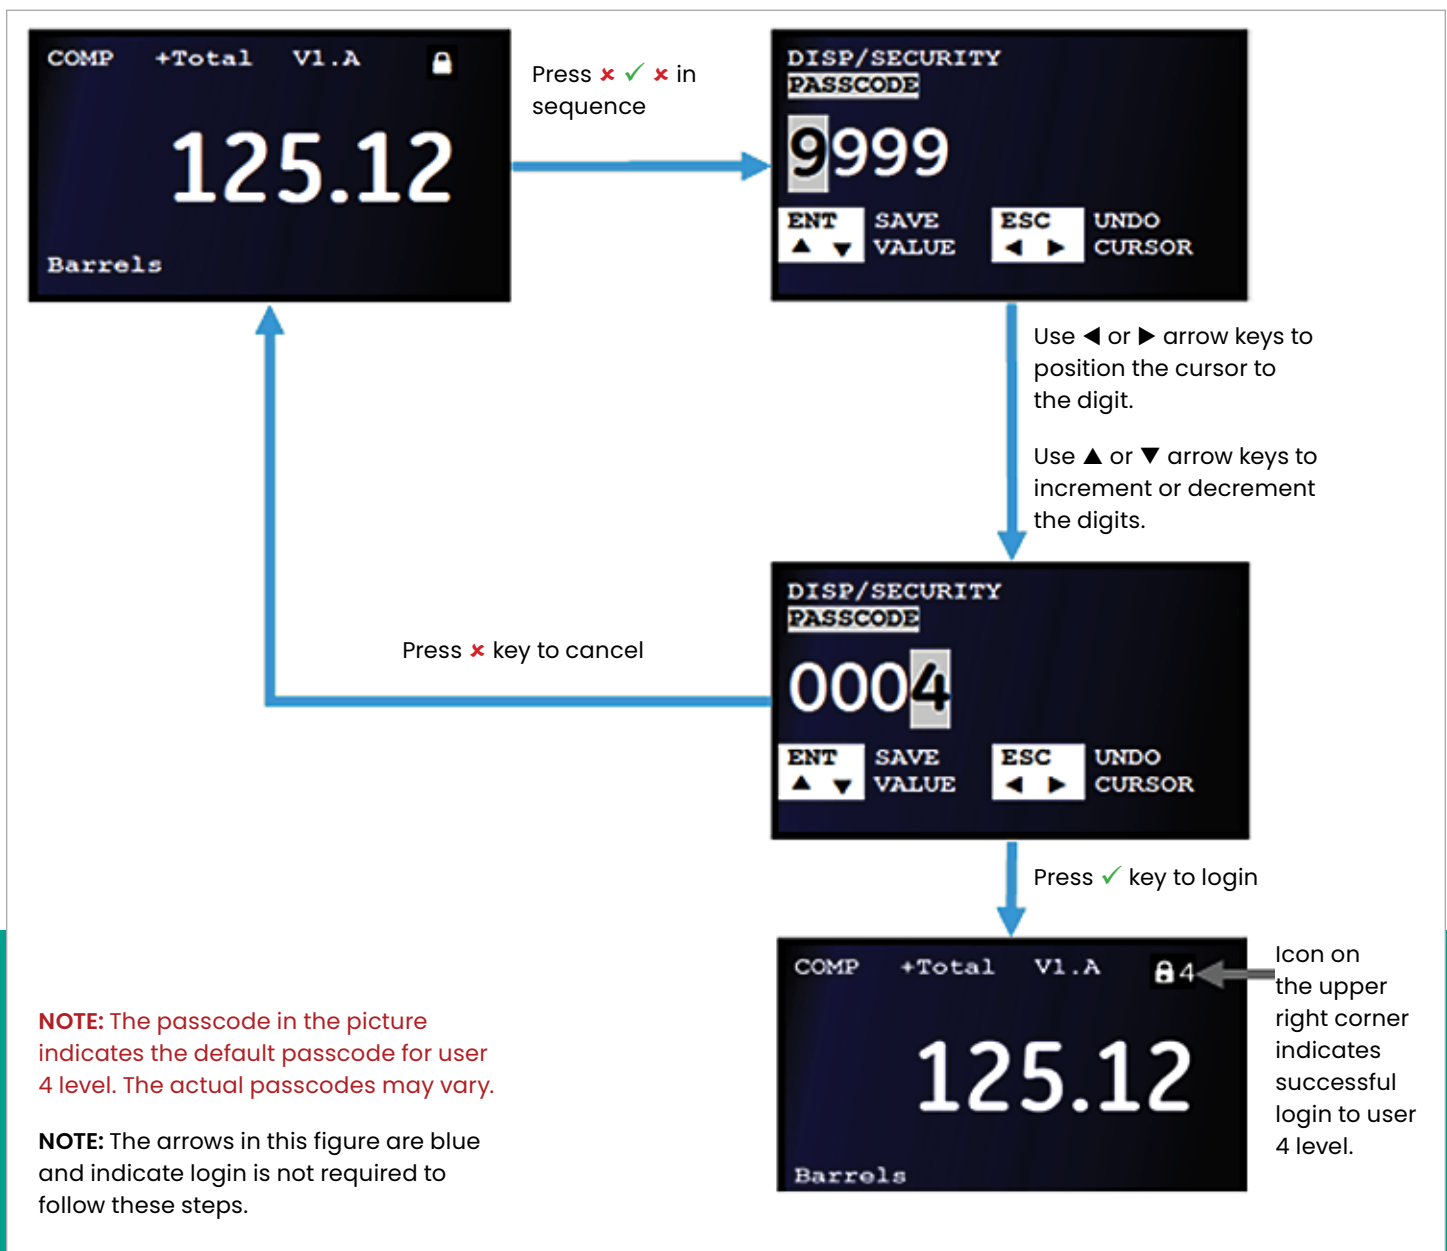 COMP +Total V1.A
125.12
Barrels
Press ✘ ✓ ✘ in
sequence
DISP/SECURITY
PASSCODE
9999
ENT SAVE ESC UNDO
▲ ▼ VALUE ◀ ▶ CURSOR
Use ◀ or ▶ arrow keys to
position the cursor to
the digit.
Use ▲ or ▼ arrow keys to
increment or decrement
the digits.
DISP/SECURITY
PASSCODE
0004
ENT SAVE ESC UNDO
▲ ▼ VALUE ◀ ▶ CURSOR
Press ✘ key to cancel
Press ✓ key to login
COMP +Total V1.A 4
125.12
Barrels
Icon on
the upper
right corner
indicates
successful
login to user
4 level.
NOTE: The passcode in the picture
indicates the default passcode for user
4 level. The actual passcodes may vary.
NOTE: The arrows in this figure are blue
and indicate login is not required to
follow these steps.